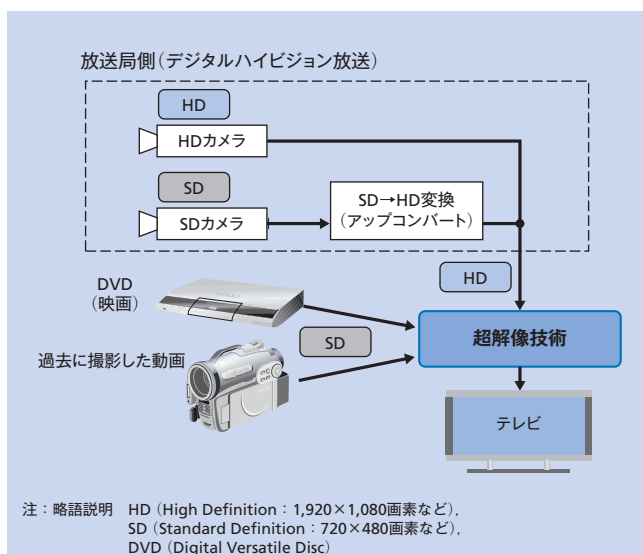 放送局側(デジタルハイビジョン放送)
HD
HDカメラ
SD
SDカメラ
SD→HD変換
(アップコンバート)
HD
DVD
(映画)
SD
過去に撮影した動画
超解像技術
テレビ
注:略語説明 HD(High Definition:1,920×1,080画素など),
SD(Standard Definition:720×480画素など),
DVD(Digital Versatile Disc)